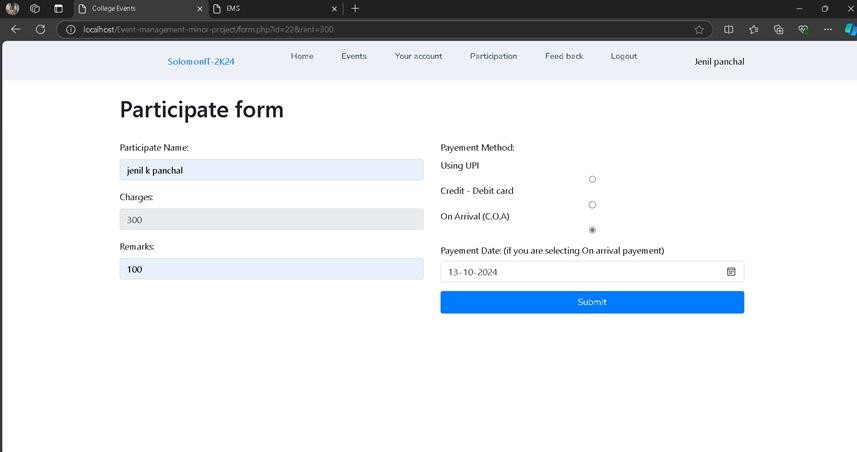 College Events
EMS
localhost/Event-management-minor-project/form.php?id=22&rent=300
SolomonIT-2K24
Home
Events
Your account
Participation
Feed back
Logout
Jenil panchal
Participate form
Participate Name:
jenil k panchal
Charges:
300
Remarks:
100
Payement Method:
Using UPI
Credit - Debit card
On Arrival (C.O.A)
Payement Date: (if you are selecting On arrival payement)
13-10-2024
Submit